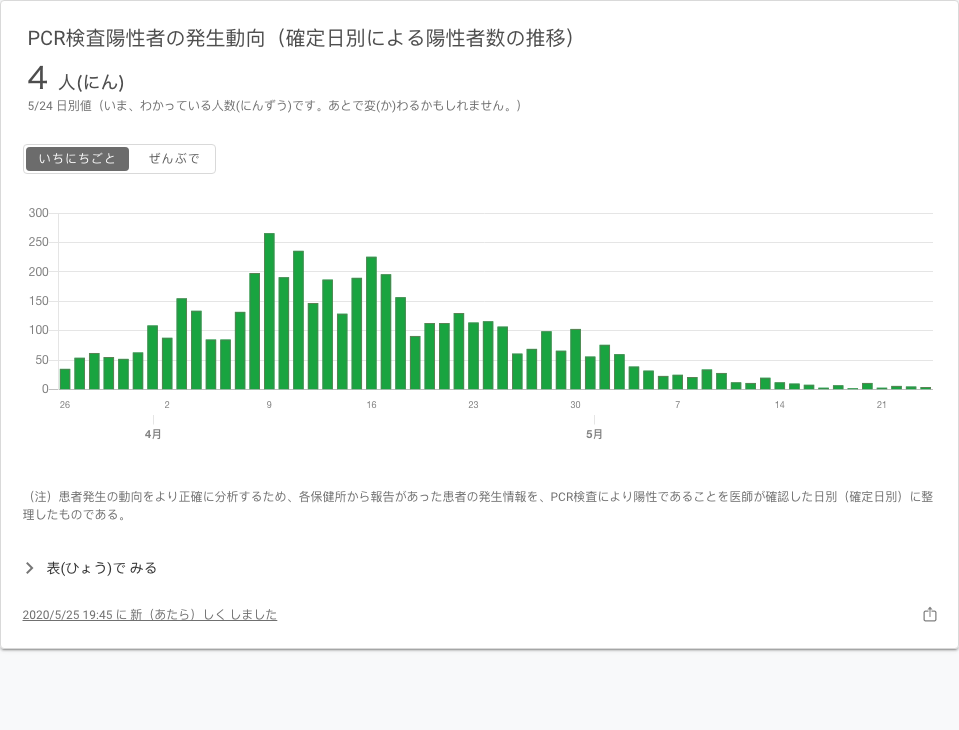 PCR検査陽性者の発生動向（確定日別による陽性者数の推移）
4 人(にん)
5/24 日別値（いま、わかっている人数(にんずう)です。あとで変(か)わるかもしれません。）
いちにちごと ぜんぶで
300
250
200
150
100
50
0
26 2 9 16 23 30 7 14 21
4月 5月
（注）患者発生の動向をより正確に分析するため、各保健所から報告があった患者の発生情報を、PCR検査により陽性であることを医師が確認した日別（確定日別）に整
理したものである。
表(ひょう)で みる
2020/5/25 19:45 に 新（あたら）しく しました